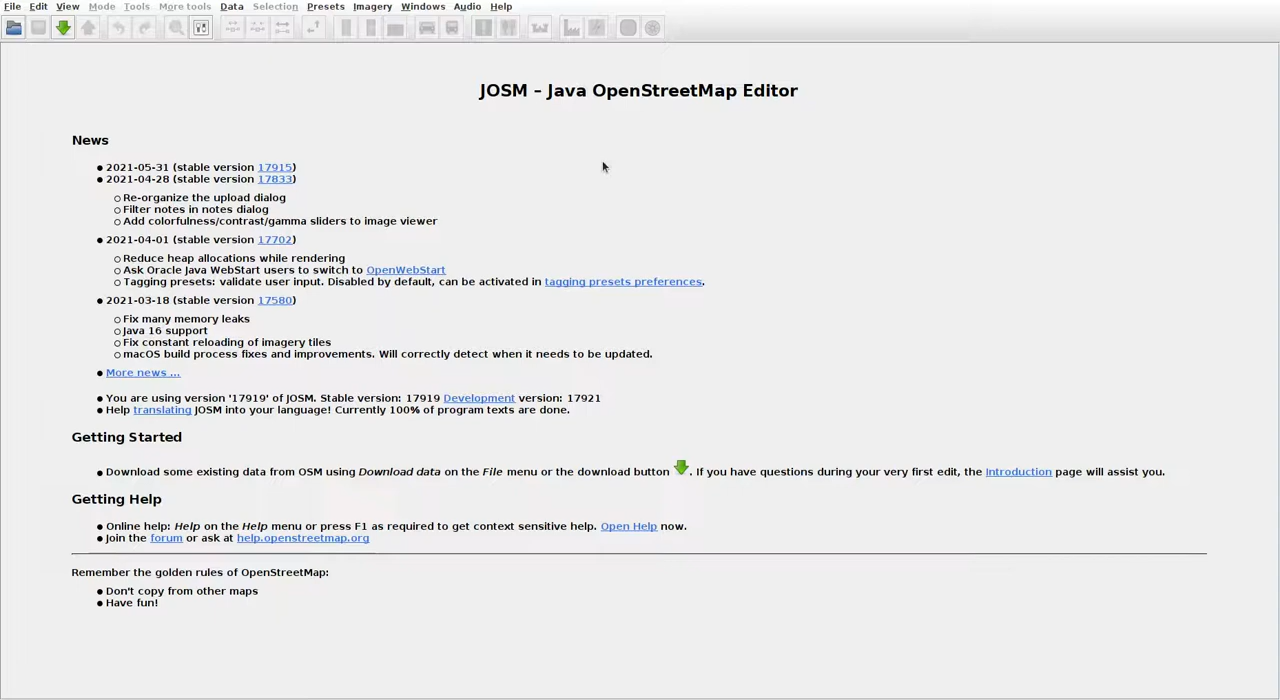 File Edit View Mode Tools More tools Data Selection Presets Imagery Windows Audio Help
JOSM – Java OpenStreetMap Editor
News
2021-05-31 (stable version 17915)
2021-04-28 (stable version 17833)
Re-organize the upload dialog
Filter notes in notes dialog
Add colorfulness/contrast/gamma sliders to image viewer
2021-04-01 (stable version 17702)
Reduce heap allocations while rendering
Ask Oracle Java WebStart users to switch to OpenWebStart
Tagging presets: validate user input. Disabled by default, can be activated in tagging presets preferences.
2021-03-18 (stable version 17580)
Fix many memory leaks
Java 16 support
Fix constant reloading of imagery tiles
macOS build process fixes and improvements. Will correctly detect when it needs to be updated.
More news ...
You are using version '17919' of JOSM. Stable version: 17919 Development version: 17921
Help translating JOSM into your language! Currently 100% of program texts are done.
Getting Started
Download some existing data from OSM using Download data on the File menu or the download button . If you have questions during your very first edit, the Introduction page will assist you.
Getting Help
Online help: Help on the Help menu or press F1 as required to get context sensitive help. Open Help now.
Join the forum or ask at help.openstreetmap.org
Remember the golden rules of OpenStreetMap:
Don't copy from other maps
Have fun!